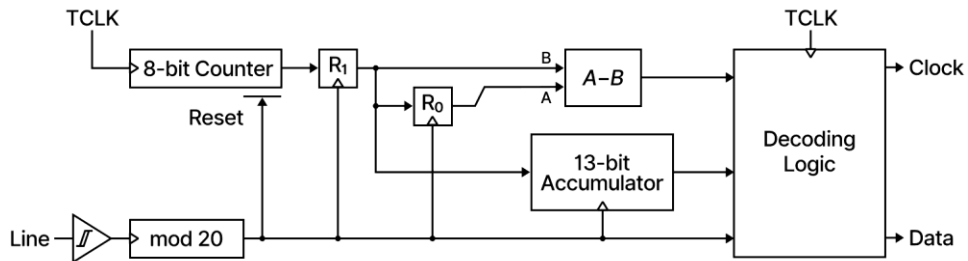 TCLK
TCLK
8-bit Counter
R₁
B
A
A–B
Clock
Reset
R₀
Decoding
Logic
13-bit
Accumulator
Line
mod 20
Data